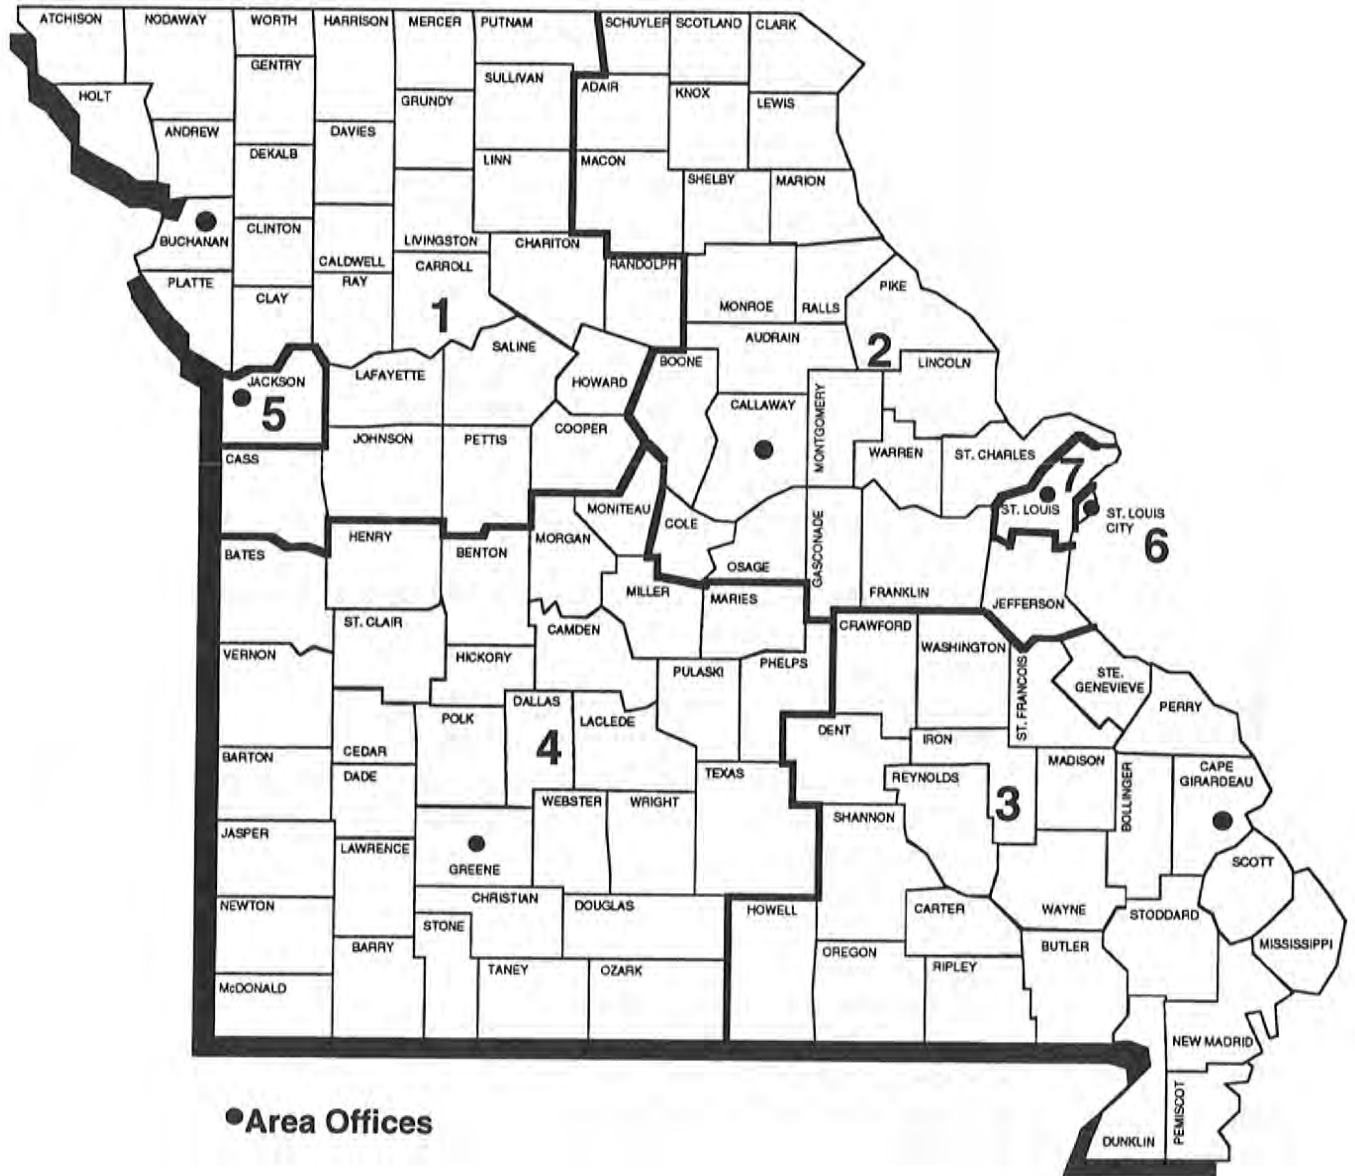 ATCHISON
NODAWAY
WORTH
HARRISON
MERCER
PUTNAM
SCHUYLER
SCOTLAND
CLARK
GENTRY
SULLIVAN
ADAIR
KNOX
LEWIS
HOLT
GRUNDY
ANDREW
DAVIES
DEKALB
LINN
MACON
SHELBY
MARION
BUCHANAN
CLINTON
LIVINGSTON
CHARITON
CALDWELL
CARROLL
RANDOLPH
PLATTE
CLAY
RAY
1
MONROE
RALLS
PIKE
AUDRAIN
2
SALINE
BOONE
LINCOLN
JACKSON
5
LAFAYETTE
HOWARD
CALLAWAY
MONTGOMERY
COOPER
JOHNSON
PETTIS
WARREN
ST. CHARLES
CASS
7
ST. LOUIS
ST. LOUIS
CITY
6
MONITEAU
COLE
GASCONADE
HENRY
MORGAN
BATES
BENTON
OSAGE
MILLER
MARIES
FRANKLIN
JEFFERSON
ST. CLAIR
CAMDEN
CRAWFORD
WASHINGTON
VERNON
HICKORY
PULASKI
PHELPS
ST. FRANCOIS
STE.
GENEVIEVE
PERRY
DALLAS
POLK
LACLEDE
4
DENT
IRON
CEDAR
BARTON
DADE
TEXAS
REYNOLDS
MADISON
BOLLINGER
CAPE
GIRARDEAU
WEBSTER
WRIGHT
3
SHANNON
JASPER
LAWRENCE
GREENE
SCOTT
CHRISTIAN
NEWTON
DOUGLAS
HOWELL
CARTER
WAYNE
STODDARD
STONE
BARRY
BUTLER
MISSISSIPPI
OREGON
TANEY
OZARK
RIPLEY
McDONALD
NEW MADRID
PEMISCOT
DUNKLIN
Area Offices